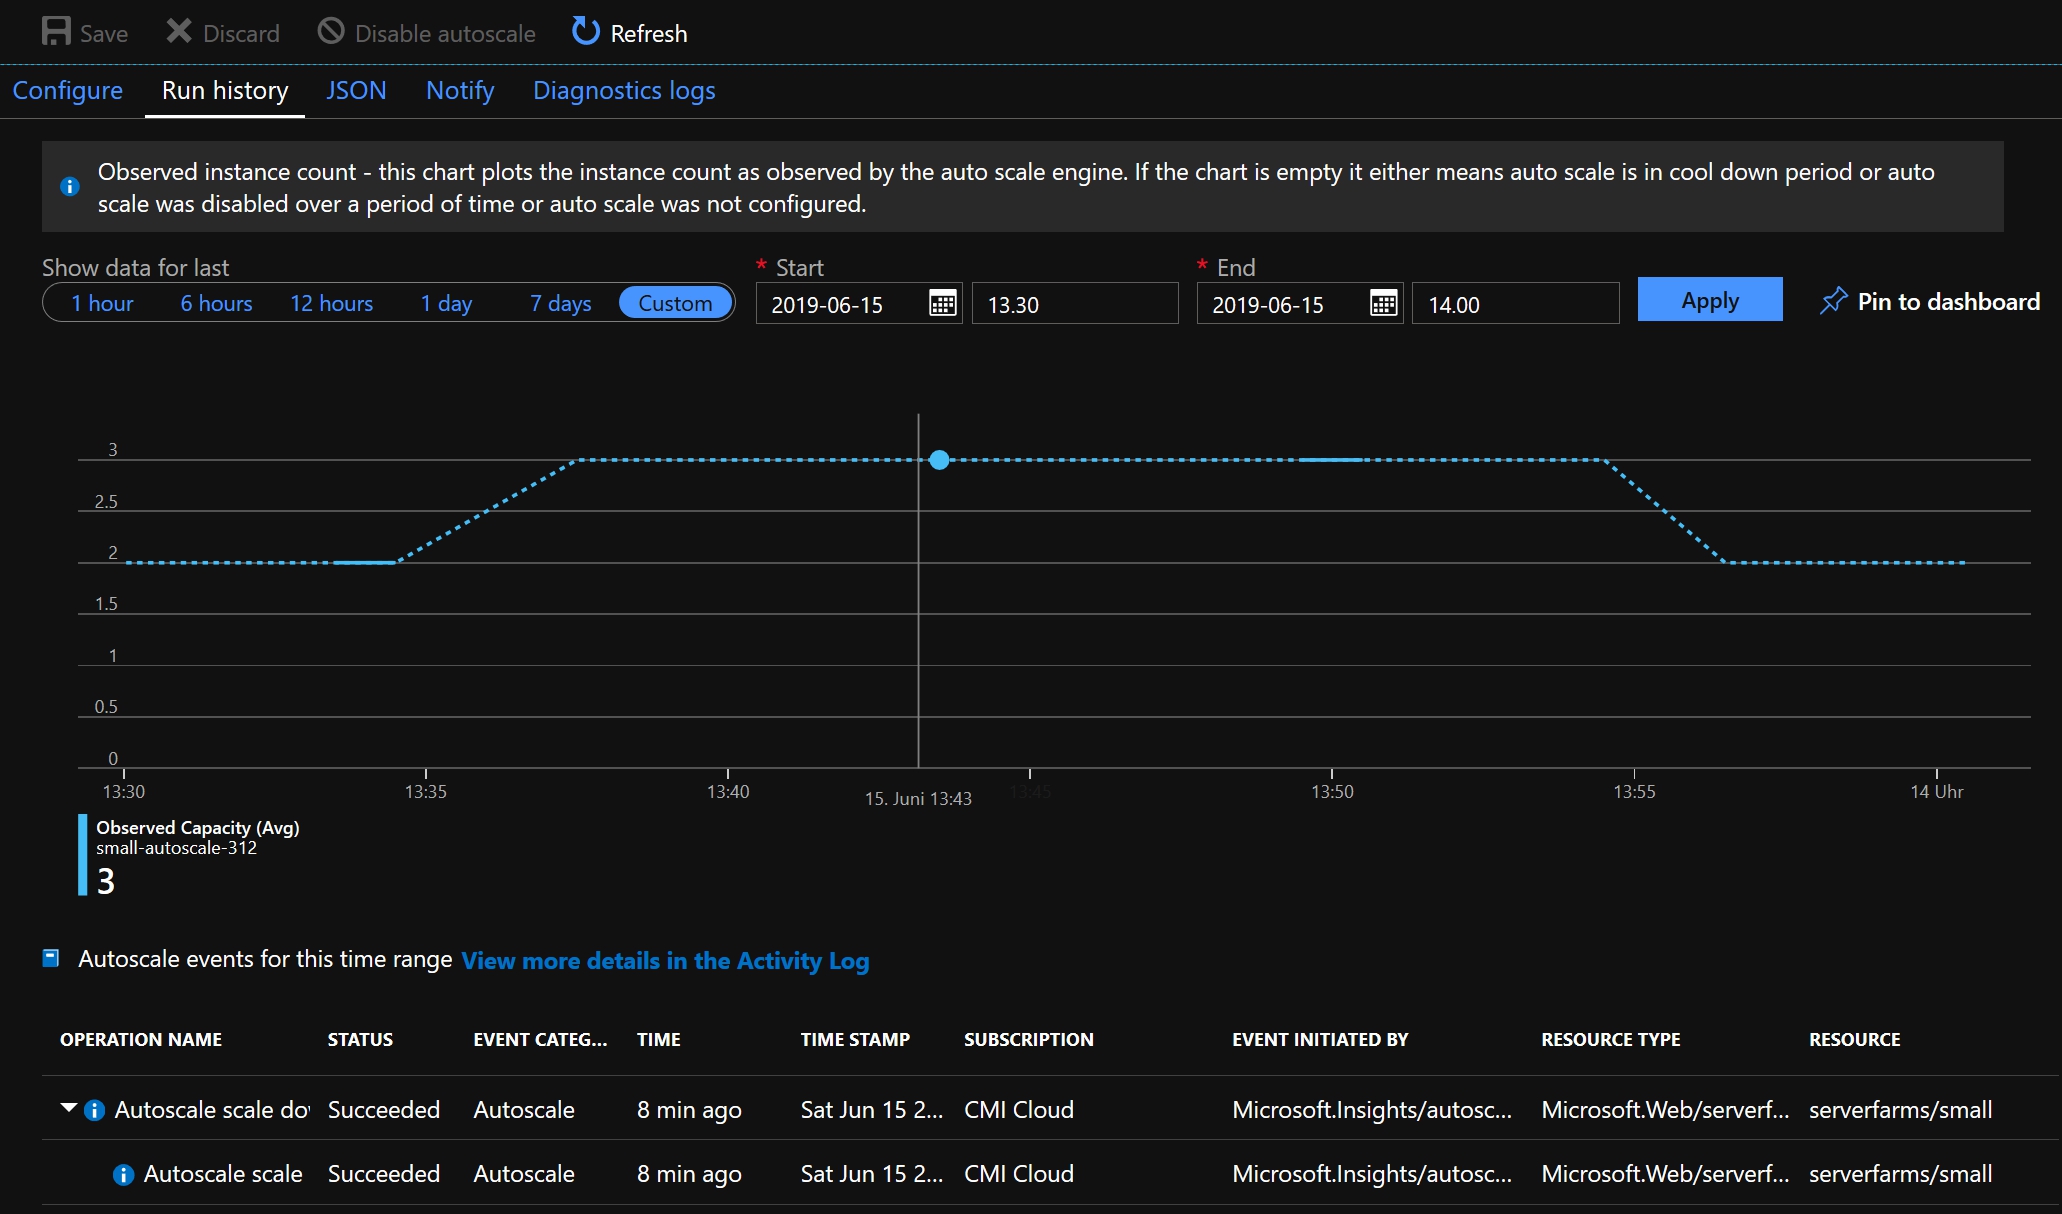 Save Discard Disable autoscale Refresh
Configure Run history JSON Notify Diagnostics logs
Observed instance count - this chart plots the instance count as observed by the auto scale engine. If the chart is empty it either means auto scale is in cool down period or auto
scale was disabled over a period of time or auto scale was not configured.
Show data for last * Start * End
1 hour 6 hours 12 hours 1 day 7 days Custom 2019-06-15 13.30 2019-06-15 14.00 Apply Pin to dashboard
3
2.5
2
1.5
1
0.5
0
13:30 13:35 13:40 15. Juni 13:43 13:45 13:50 13:55 14 Uhr
Observed Capacity (Avg)
small-autoscale-312
3
Autoscale events for this time range View more details in the Activity Log
OPERATION NAME STATUS EVENT CATEG... TIME TIME STAMP SUBSCRIPTION EVENT INITIATED BY RESOURCE TYPE RESOURCE
Autoscale scale do Succeeded Autoscale 8 min ago Sat Jun 15 2... CMI Cloud Microsoft.Insights/autosc... Microsoft.Web/serverf... serverfarms/small
Autoscale scale Succeeded Autoscale 8 min ago Sat Jun 15 2... CMI Cloud Microsoft.Insights/autosc... Microsoft.Web/serverf... serverfarms/small